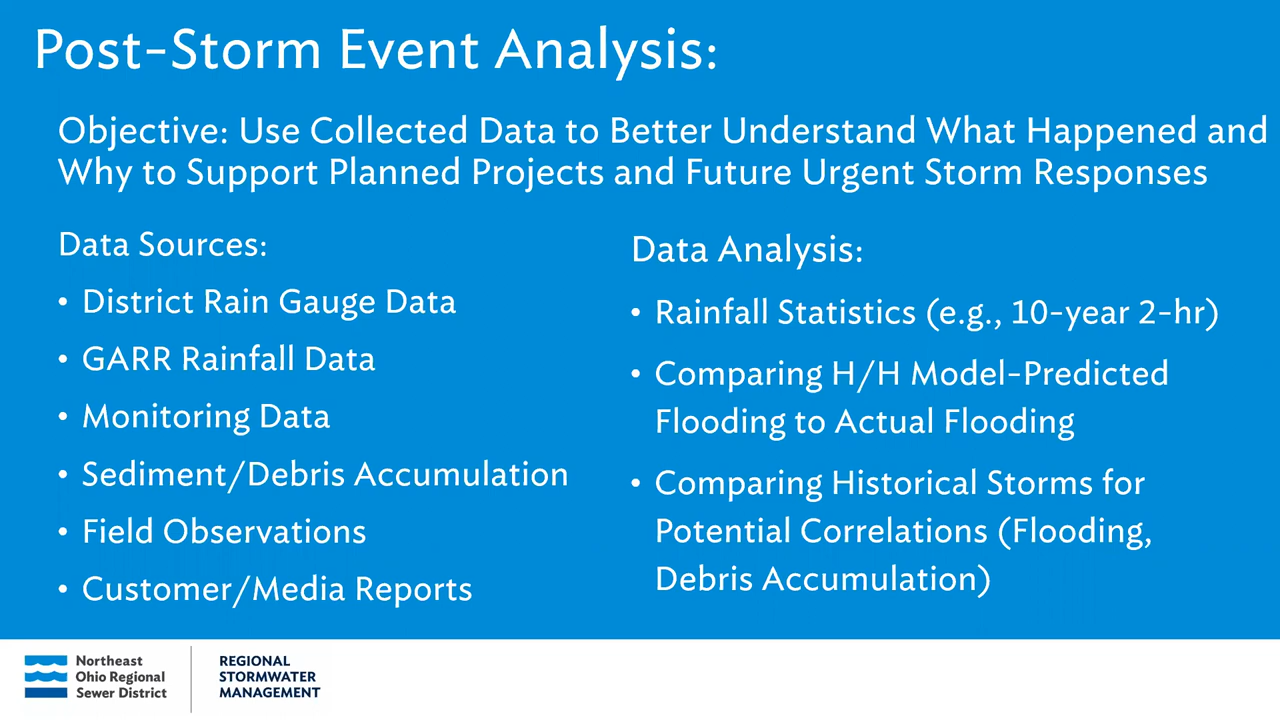 Post-Storm Event Analysis:
Objective: Use Collected Data to Better Understand What Happened and
Why to Support Planned Projects and Future Urgent Storm Responses
Data Sources:
• District Rain Gauge Data
• GARR Rainfall Data
• Monitoring Data
• Sediment/Debris Accumulation
• Field Observations
• Customer/Media Reports
Data Analysis:
• Rainfall Statistics (e.g., 10-year 2-hr)
• Comparing H/H Model-Predicted
Flooding to Actual Flooding
• Comparing Historical Storms for
Potential Correlations (Flooding,
Debris Accumulation)
Northeast
Ohio Regional
Sewer District
REGIONAL
STORMWATER
MANAGEMENT